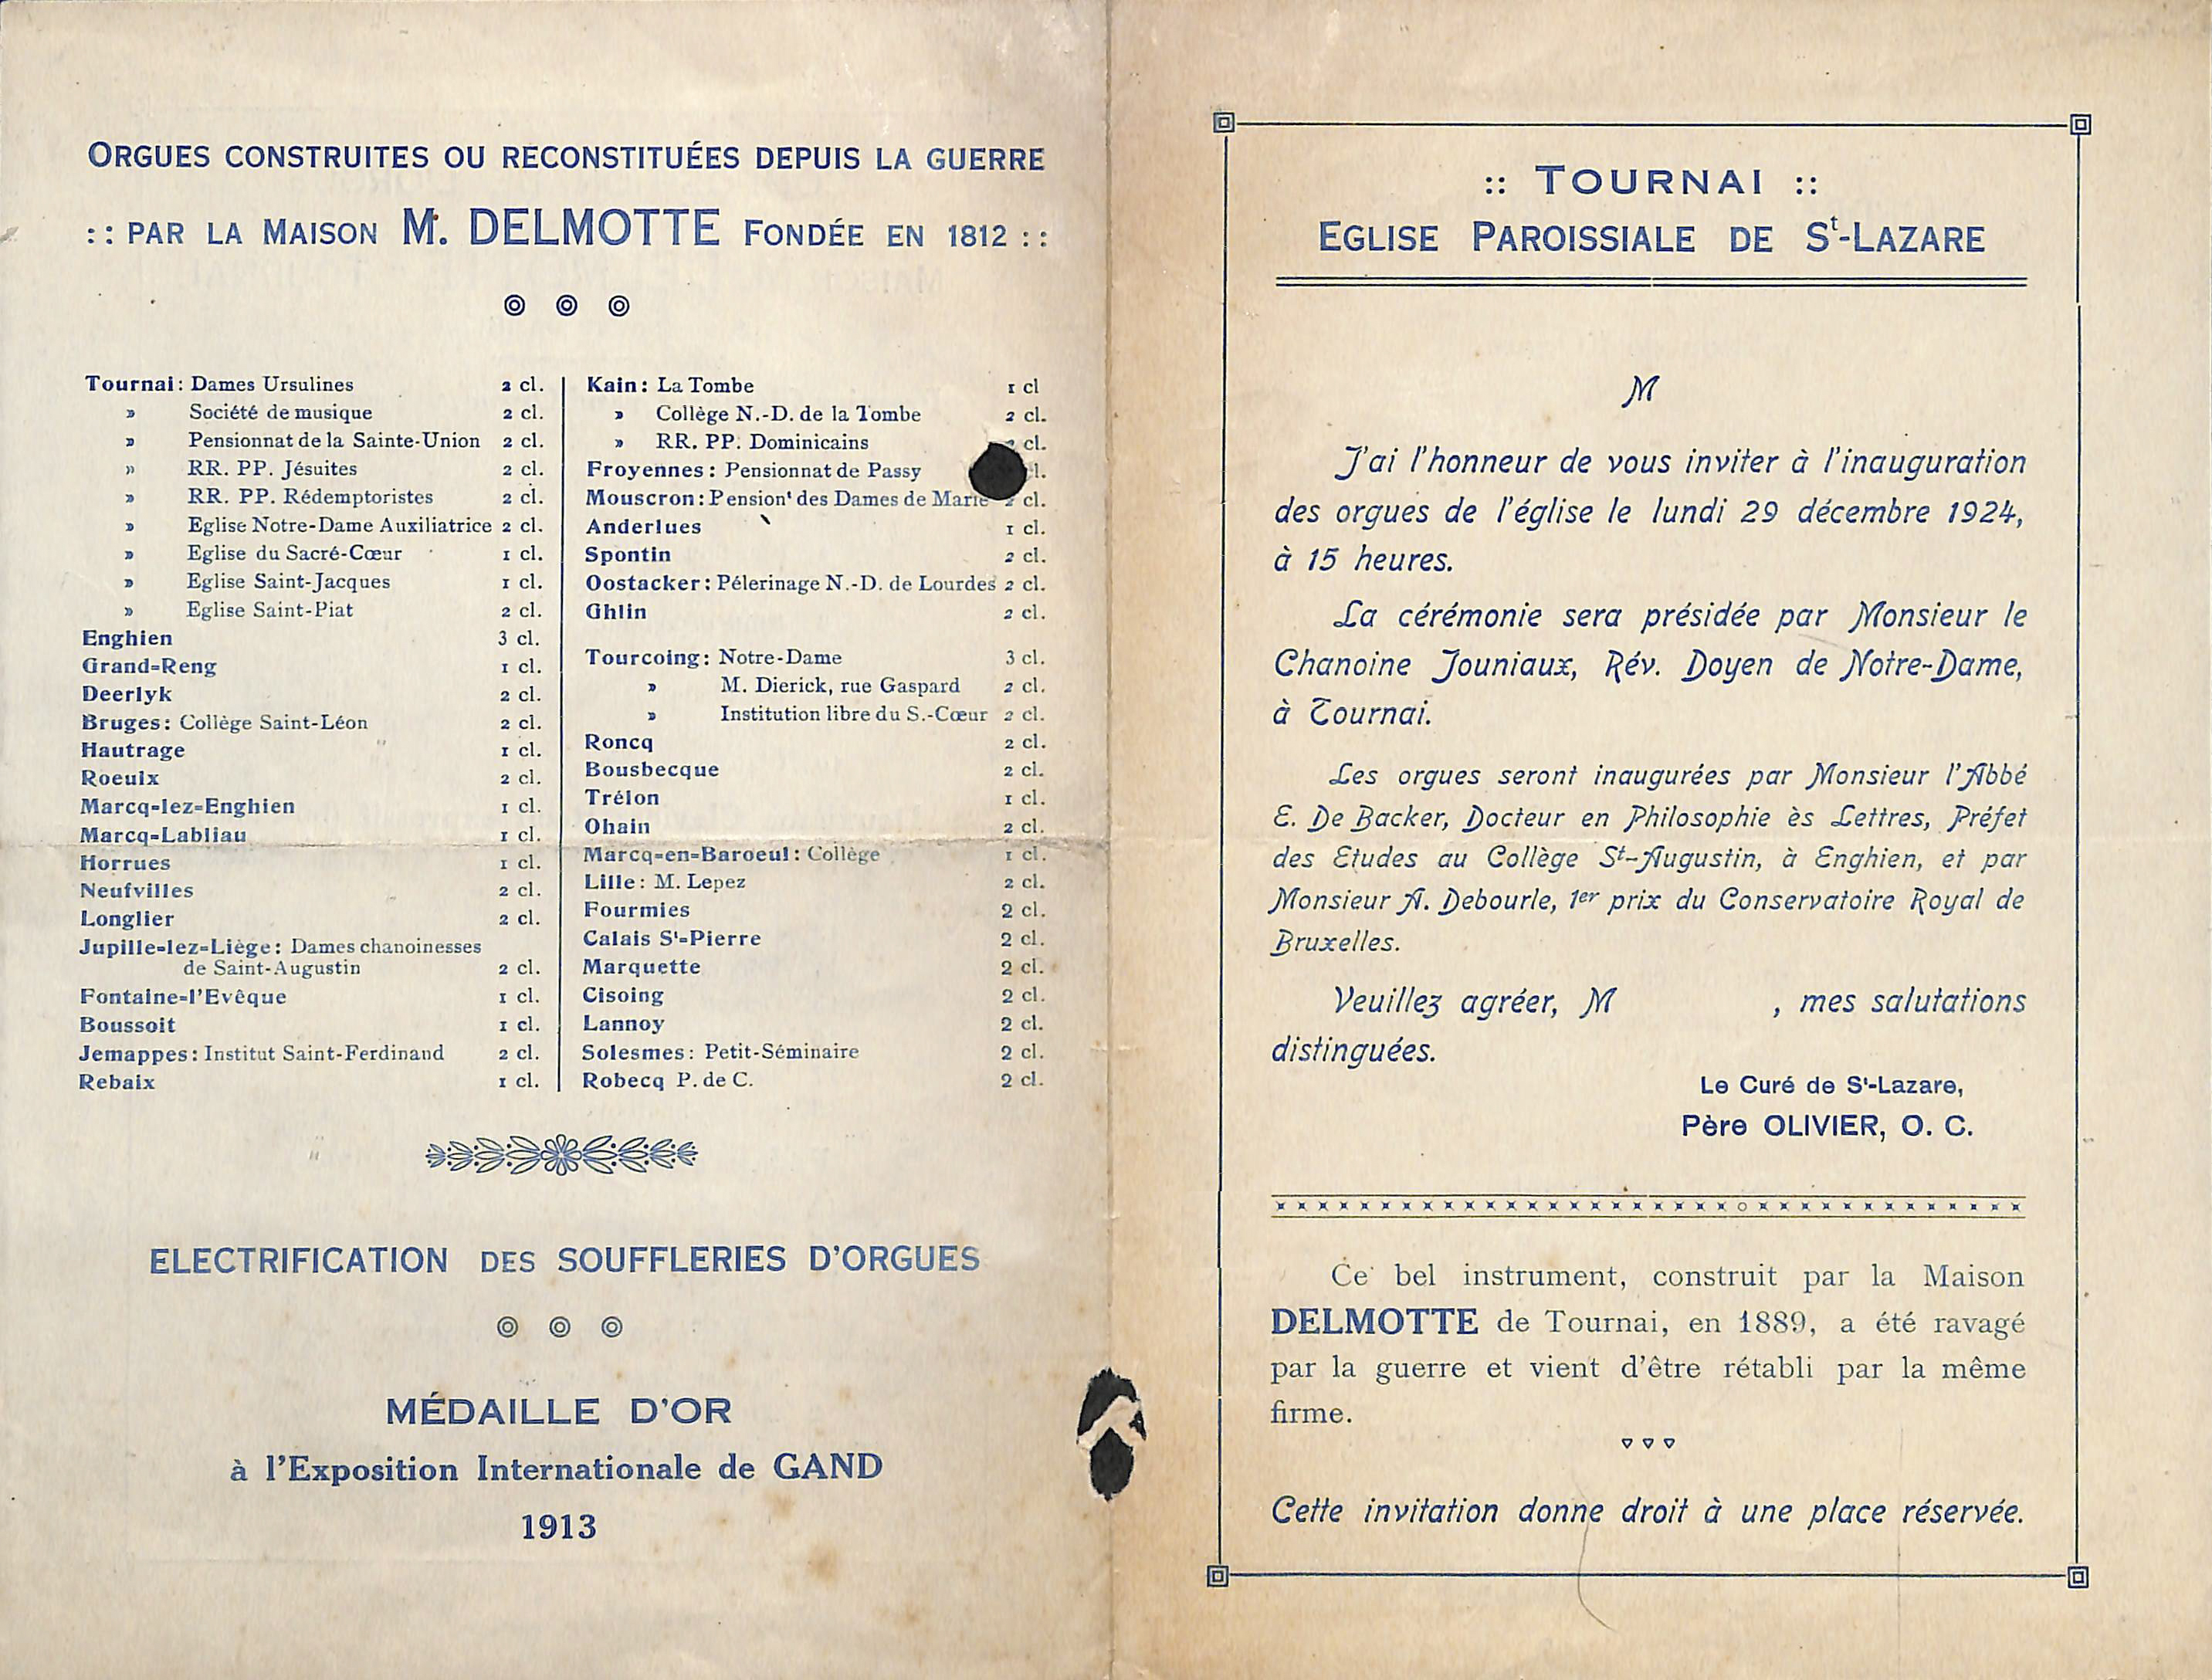 ORGUES CONSTRUITES OU RECONSTITUÉES DEPUIS LA GUERRE
:: PAR LA MAISON M. DELMOTTE FONDÉE EN 1812 ::
Tournai : Dames Ursulines 2 cl.
» Société de musique 2 cl.
» Pensionnat de la Sainte-Union 2 cl.
» RR. PP. Jésuites 2 cl.
» RR. PP. Rédemptoristes 2 cl.
» Eglise Notre-Dame Auxiliatrice 2 cl.
» Eglise du Sacré-Cœur 1 cl.
» Eglise Saint-Jacques 1 cl.
» Eglise Saint-Piat 2 cl.
Enghien 3 cl.
Grand-Reng 1 cl.
Deerlyk 2 cl.
Bruges : Collège Saint-Léon 2 cl.
Hautrage 1 cl.
Roeulx 2 cl.
Marcq-lez-Enghien 1 cl.
Marcq-Labliau 1 cl.
Horrues 1 cl.
Neufvilles 2 cl.
Longlier 2 cl.
Jupille-lez-Liège : Dames chanoinesses
de Saint-Augustin 2 cl.
Fontaine-l'Evêque 1 cl.
Boussoit 1 cl.
Jemappes : Institut Saint-Ferdinand 2 cl.
Rebaix 1 cl.
Kain : La Tombe 1 cl
» Collège N.-D. de la Tombe 2 cl.
» RR. PP. Dominicains cl.
Froyennes : Pensionnat de Passy
Mouscron : Pension^t des Dames de Marie cl.
Anderlues 1 cl.
Spontin 2 cl.
Oostacker : Pélerinage N.-D. de Lourdes 2 cl.
Ghlin 2 cl.
Tourcoing : Notre-Dame 3 cl.
» M. Dierick, rue Gaspard 2 cl.
» Institution libre du S.-Cœur 2 cl.
Roncq 2 cl.
Bousbecque 2 cl.
Trélon 1 cl.
Ohain 2 cl.
Marcq-en-Baroeul : Collège 1 cl.
Lille : M. Lepez 2 cl.
Fourmies 2 cl.
Calais S^t-Pierre 2 cl.
Marquette 2 cl.
Cisoing 2 cl.
Lannoy 2 cl.
Solesmes : Petit-Séminaire 2 cl.
Robecq P. de C. 2 cl.
ELECTRIFICATION DES SOUFFLERIES D'ORGUES
MÉDAILLE D'OR
à l'Exposition Internationale de GAND
1913
:: TOURNAI ::
EGLISE PAROISSIALE DE S^t-LAZARE
M
J'ai l'honneur de vous inviter à l'inauguration
des orgues de l'église le lundi 29 décembre 1924,
à 15 heures.
La cérémonie sera présidée par Monsieur le
Chanoine Jouniaux, Rév. Doyen de Notre-Dame,
à Tournai.
Les orgues seront inaugurées par Monsieur l'Abbé
E. De Backer, Docteur en Philosophie ès Lettres, Préfet
des Etudes au Collège S^t-Augustin, à Enghien, et par
Monsieur A. Debourle, 1er prix du Conservatoire Royal de
Bruxelles.
Veuillez agréer, M , mes salutations
distinguées.
Le Curé de S^t-Lazare,
Père OLIVIER, O. C.
Ce bel instrument, construit par la Maison
DELMOTTE de Tournai, en 1889, a été ravagé
par la guerre et vient d'être rétabli par la même
firme.
Cette invitation donne droit à une place réservée.